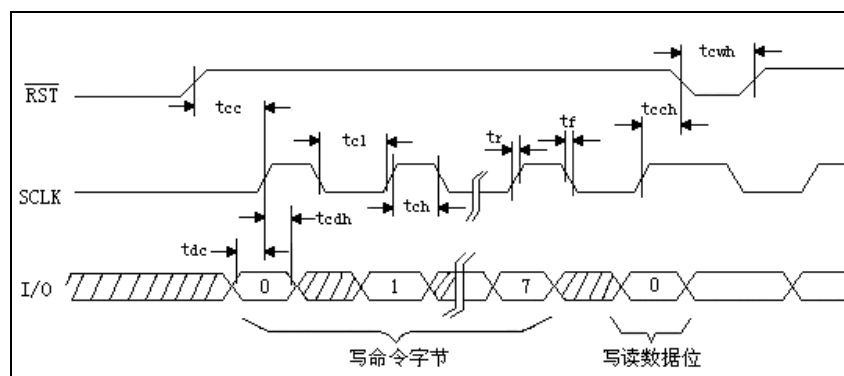 tcwh
RST
tcc
tcch
tcl
tr
tf
SCLK
tch
tcdh
tdc
I/O
0
1
7
0
写命令字节
写读数据位